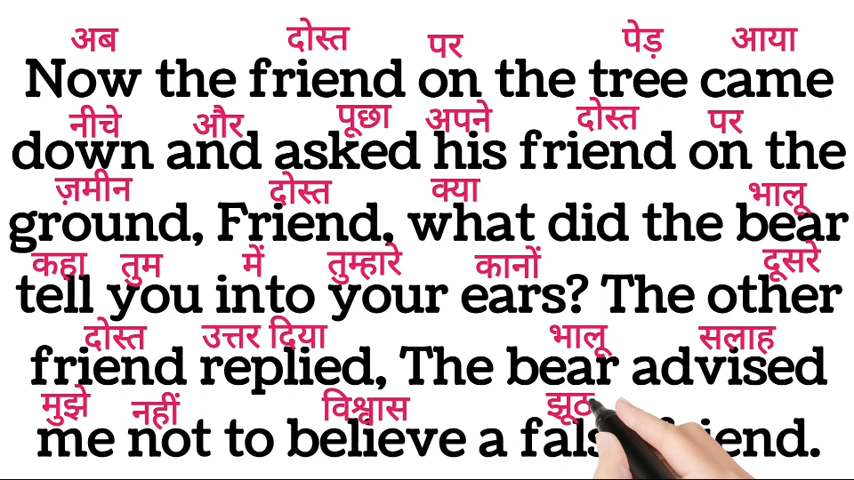 अब दोस्त पर पेड़ आया
Now the friend on the tree came
नीचे और पूछा अपने दोस्त पर
down and asked his friend on the
ज़मीन दोस्त क्या भालू
ground, Friend, what did the bear
कहा तुम में तुम्हारे कानों दूसरे
tell you into your ears? The other
दोस्त उत्तर दिया भालू सलाह
friend replied, The bear advised
मुझे नहीं विश्वास झूठ
me not to believe a fals iend.